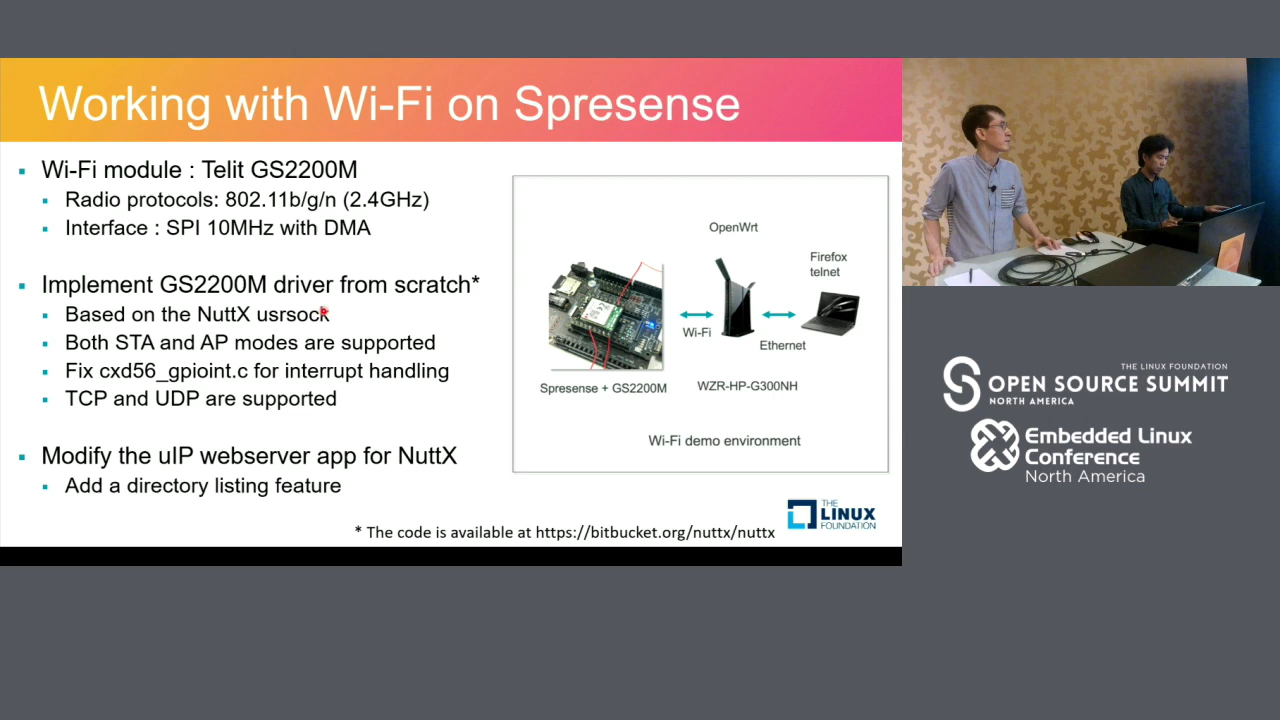 Working with Wi-Fi on Spresense
Wi-Fi module : Telit GS2200M
Radio protocols: 802.11b/g/n (2.4GHz)
Interface : SPI 10MHz with DMA
Implement GS2200M driver from scratch*
Based on the NuttX usrsock
Both STA and AP modes are supported
Fix cxd56_gpioint.c for interrupt handling
TCP and UDP are supported
Modify the uIP webserver app for NuttX
Add a directory listing feature
OpenWrt
Firefox
telnet
Wi-Fi
Ethernet
Spresense + GS2200M
WZR-HP-G300NH
Wi-Fi demo environment
THE
LINUX
FOUNDATION
* The code is available at https://bitbucket.org/nuttx/nuttx
THE LINUX FOUNDATION
OPEN SOURCE SUMMIT
NORTH AMERICA
Embedded Linux
Conference
North America